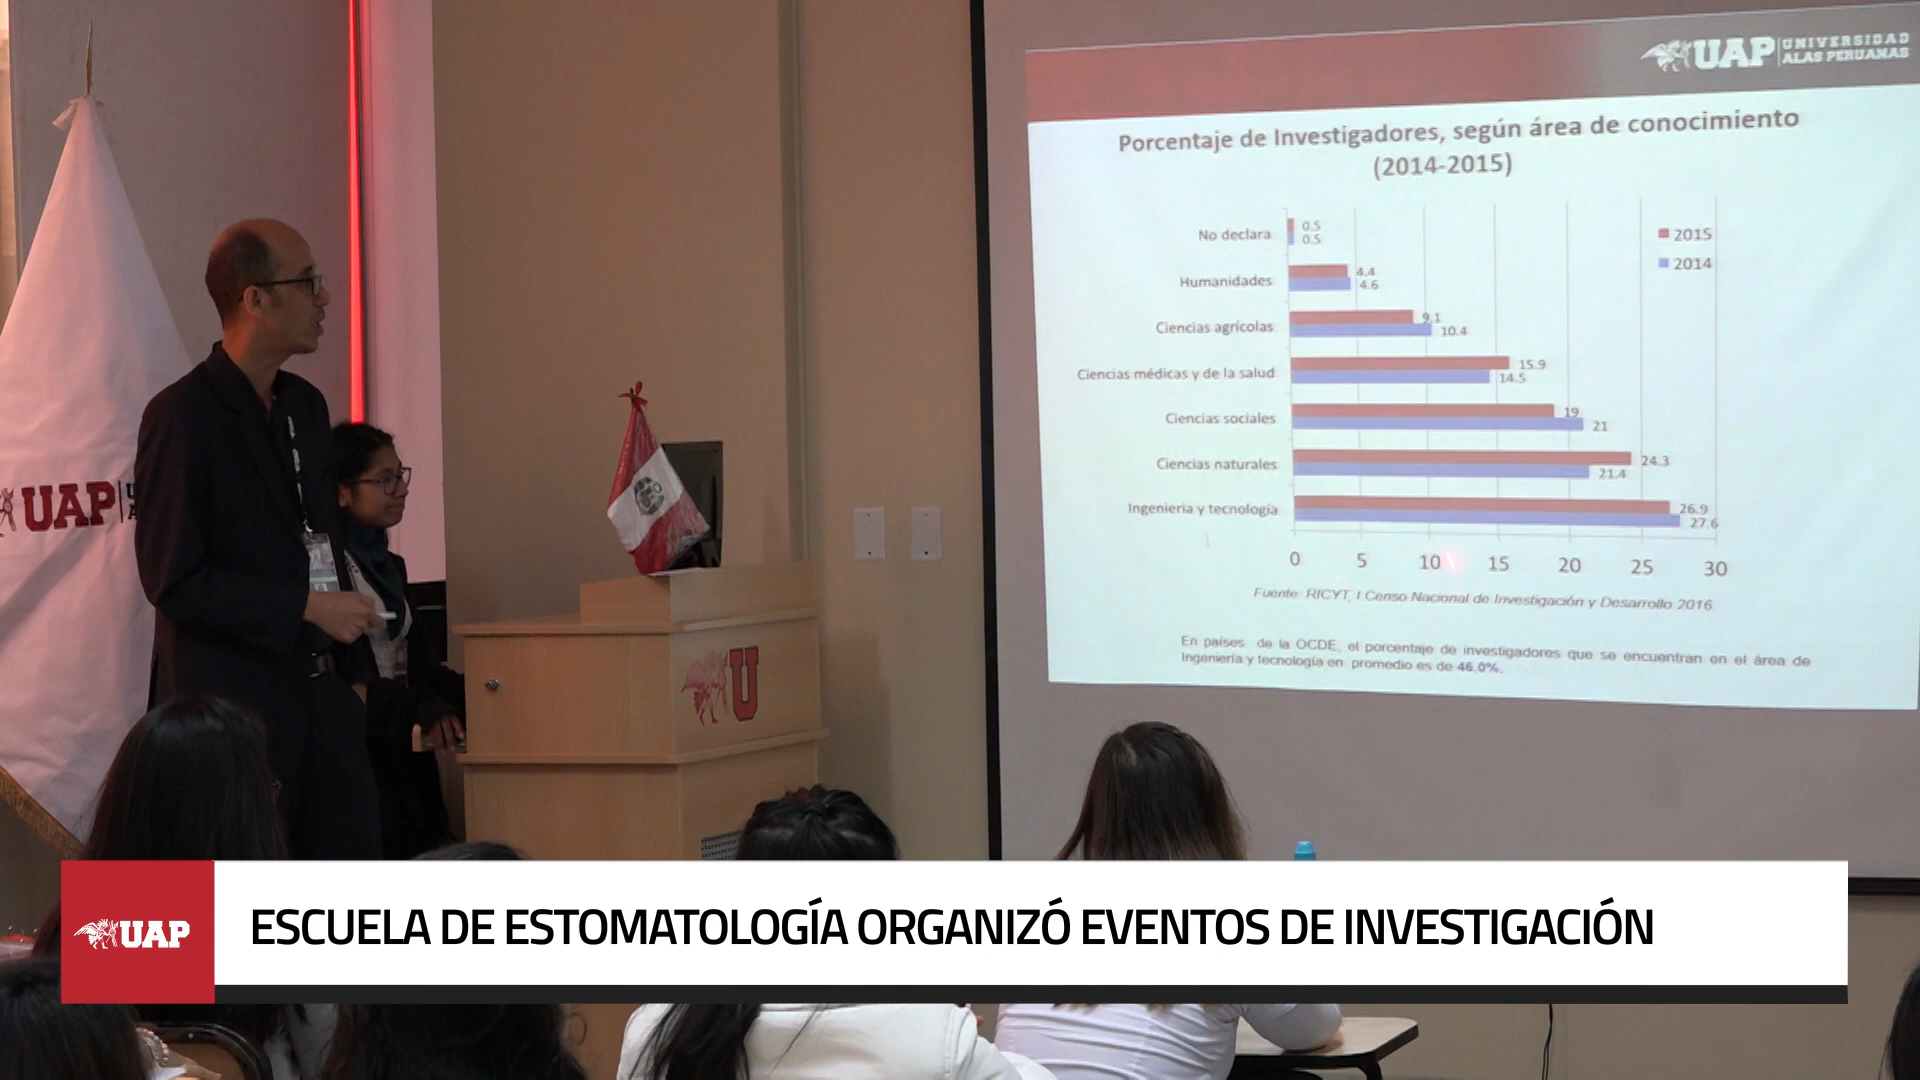 UAP UNIVERSIDAD
ALAS PERUANAS
Porcentaje de Investigadores, según área de conocimiento
(2014-2015)
No declara 0.5
0.5
2015
2014
Humanidades 4.4
4.6
Ciencias agrícolas 9.1
10.4
Ciencias médicas y de la salud 15.9
14.5
Ciencias sociales 19
21
Ciencias naturales 24.3
21.4
Ingenieria y tecnología 26.9
27.6
0 5 10 15 20 25 30
Fuente: RICYT, I Censo Nacional de Investigación y Desarrollo 2016
En países de la OCDE, el porcentaje de investigadores que se encuentran en el área de
Ingeniería y tecnología en promedio es de 46.0%.
UAP
U
UAP
ESCUELA DE ESTOMATOLOGÍA ORGANIZÓ EVENTOS DE INVESTIGACIÓN